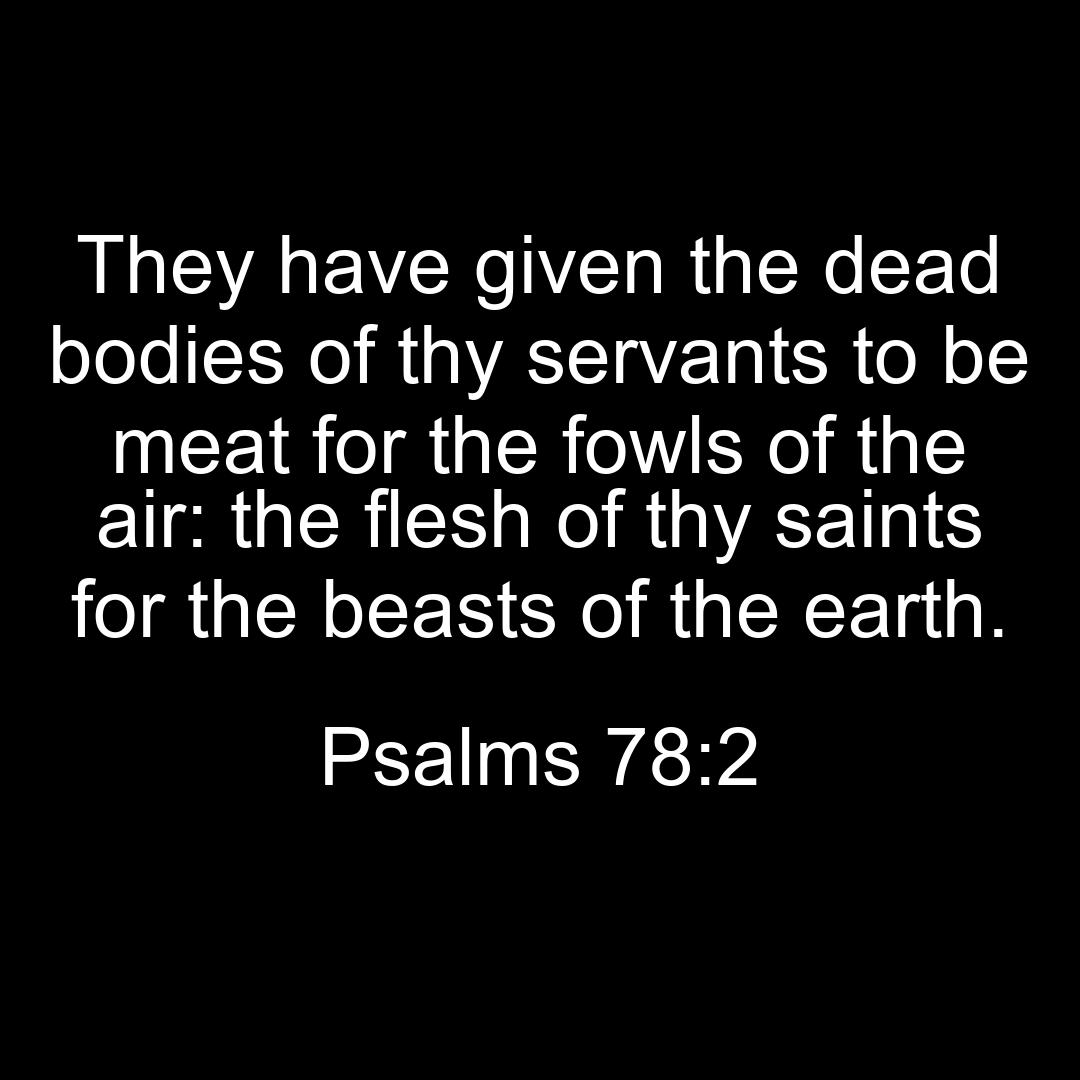 They have given the dead
bodies of thy servants to be
meat for the fowls of the
air: the flesh of thy saints
for the beasts of the earth.
Psalms 78:2